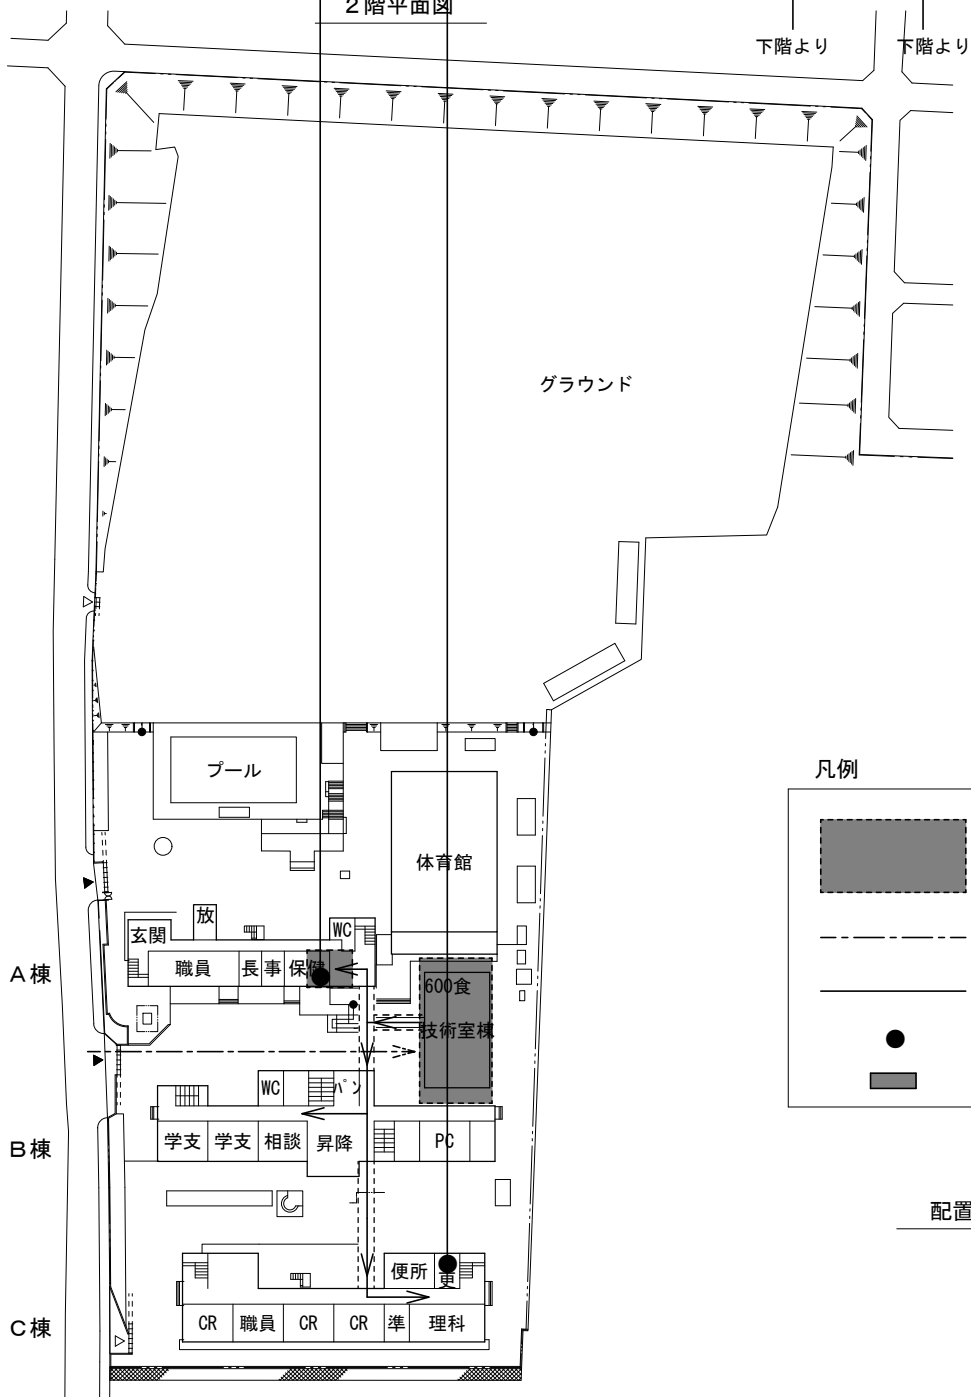 2階平面図
下階より
下階より
グラウンド
凡例
プール
体育館
放
玄関
WC
A棟
職員
長
事
保健
600食
技術室棟
WC
パン
B棟
学支
学支
相談
昇降
PC
配置
便所
更
C棟
CR
職員
CR
CR
準
理科